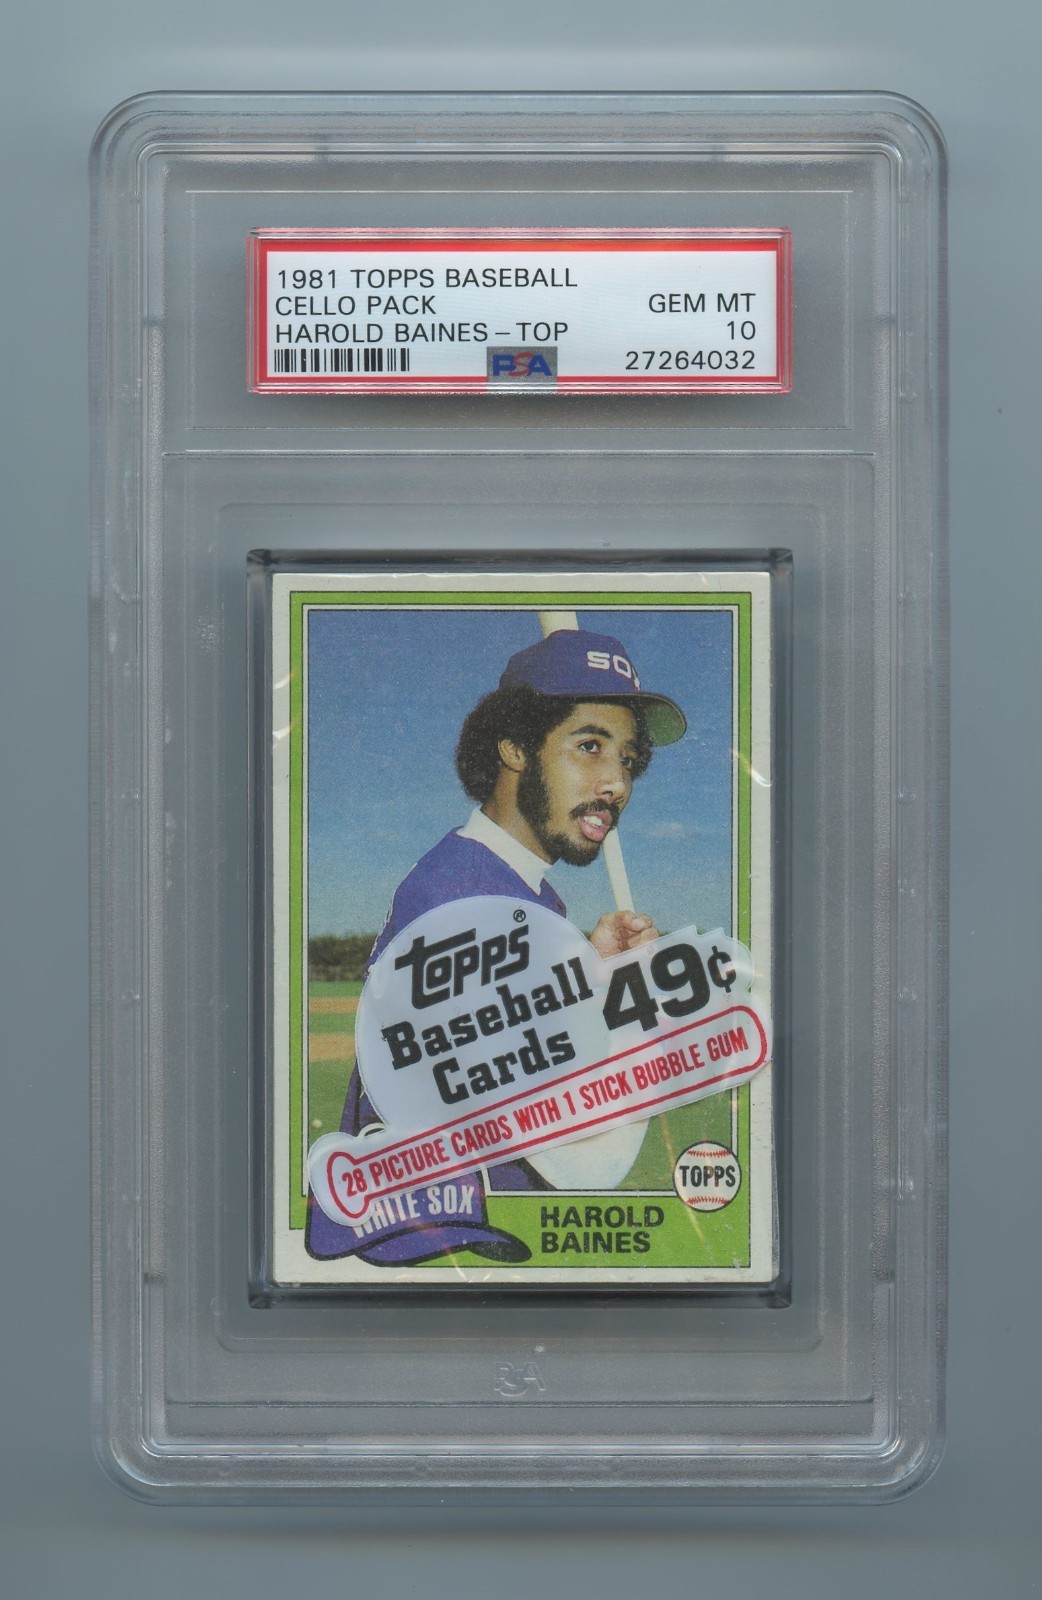 1981 TOPPS BASEBALL
CELLO PACK
GEM MT
HAROLD BAINES – TOP
10
PSA
27264032
SOX
topps®
Baseball
Cards
49¢
28 PICTURE CARDS WITH 1 STICK BUBBLE GUM
WHITE SOX
TOPPS
HAROLD
BAINES
PSA